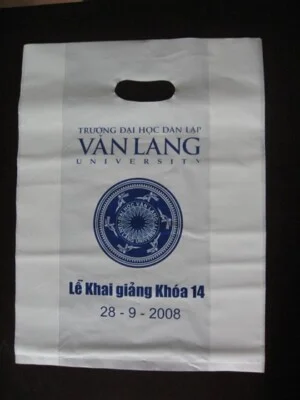 TRƯỜNG ĐẠI HỌC DÂN LẬP
VĂN LANG
UNIVERSITY
Lễ Khai giảng Khóa 14
28 - 9 - 2008